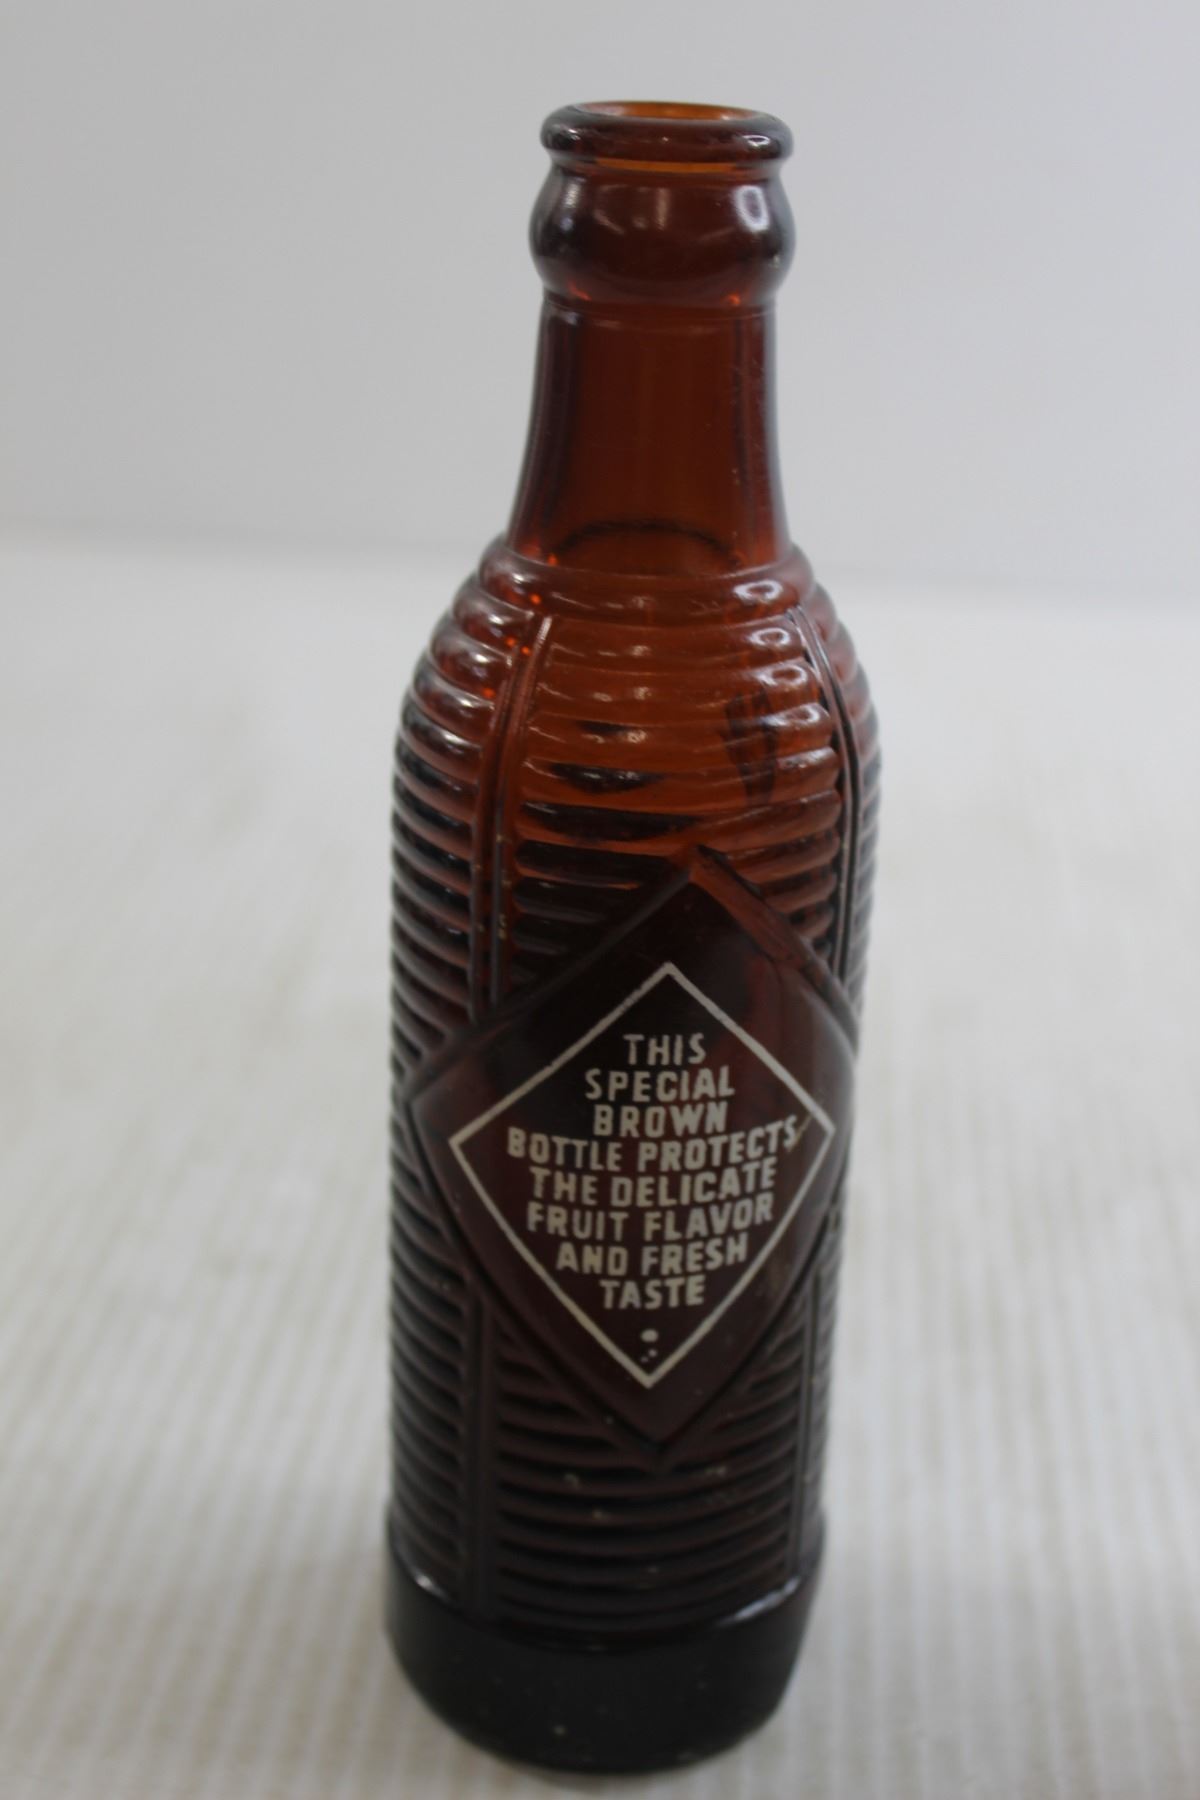 THIS
SPECIAL
BROWN
BOTTLE PROTECTS
THE DELICATE
FRUIT FLAVOR
AND FRESH
TASTE